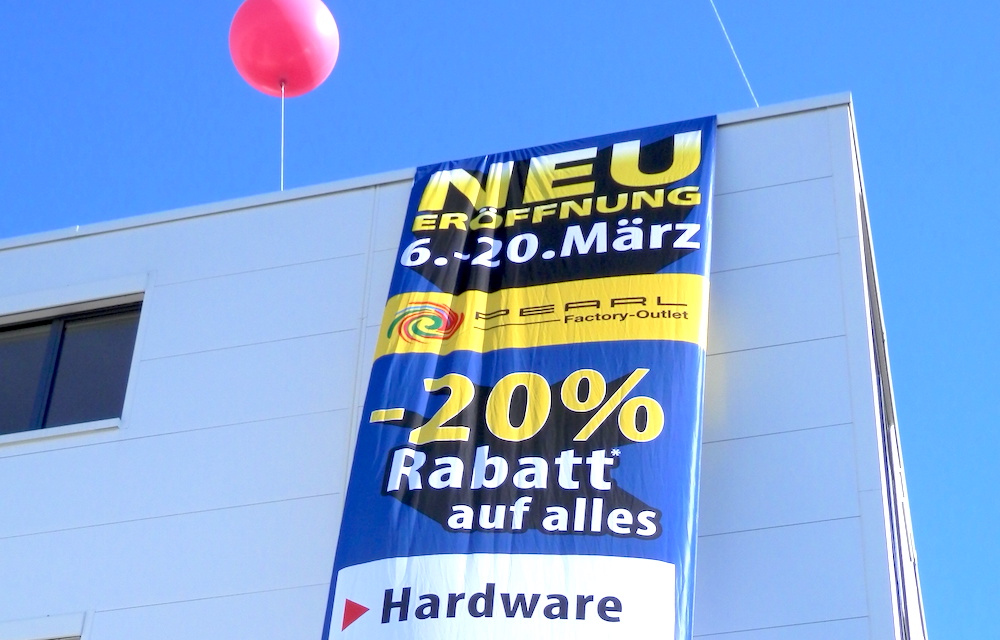 NEU
ERÖFFNUNG
6.-20.März
PEARL
Factory-Outlet
-20%
Rabatt*
auf alles
Hardware